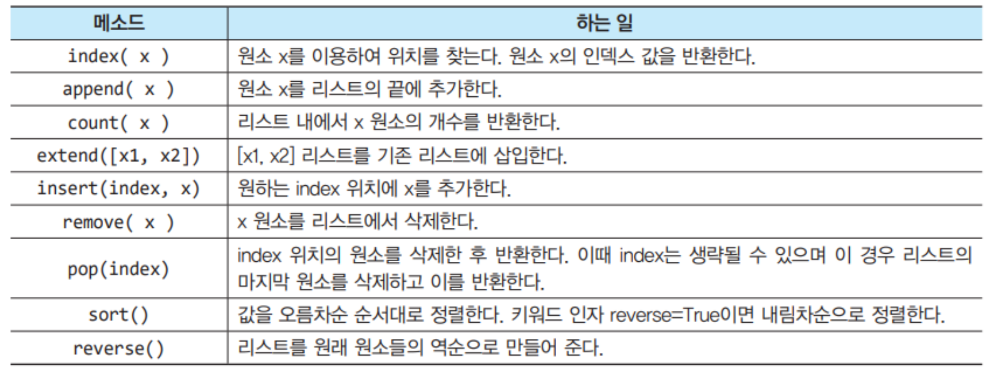 메소드 하는 일
index( x ) 원소 x를 이용하여 위치를 찾는다. 원소 x의 인덱스 값을 반환한다.
append( x ) 원소 x를 리스트의 끝에 추가한다.
count( x ) 리스트 내에서 x 원소의 개수를 반환한다.
extend([x1, x2]) [x1, x2] 리스트를 기존 리스트에 삽입한다.
insert(index, x) 원하는 index 위치에 x를 추가한다.
remove( x ) x 원소를 리스트에서 삭제한다.
pop(index) index 위치의 원소를 삭제한 후 반환한다. 이때 index는 생략될 수 있으며 이 경우 리스트의
마지막 원소를 삭제하고 이를 반환한다.
sort() 값을 오름차순 순서대로 정렬한다. 키워드 인자 reverse=True이면 내림차순으로 정렬한다.
reverse() 리스트를 원래 원소들의 역순으로 만들어 준다.